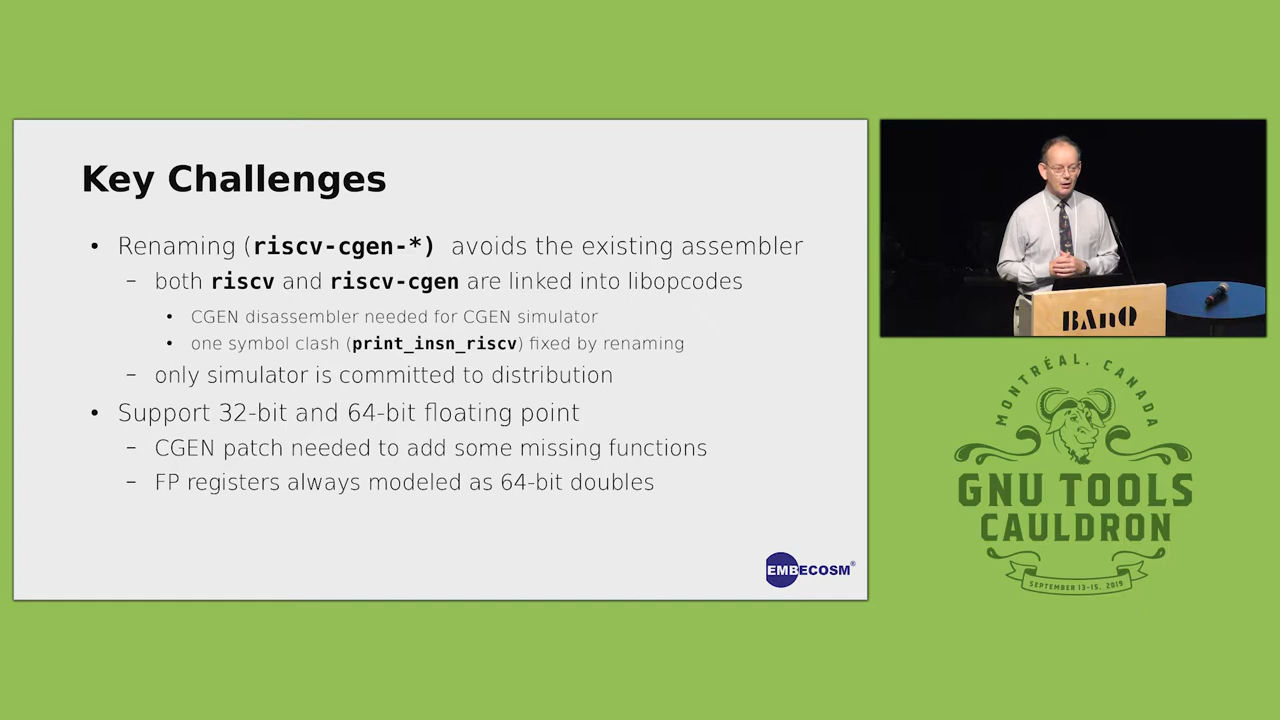 Key Challenges
• Renaming (riscv-cgen-*) avoids the existing assembler
– both riscv and riscv-cgen are linked into libopcodes
• CGEN disassembler needed for CGEN simulator
• one symbol clash (print_insn_riscv) fixed by renaming
– only simulator is committed to distribution
• Support 32-bit and 64-bit floating point
– CGEN patch needed to add some missing functions
– FP registers always modeled as 64-bit doubles
EMBECOSM®
BAnQ
MONTRÉAL, CANADA
GNU TOOLS
CAULDRON
SEPTEMBER 13-15, 2019